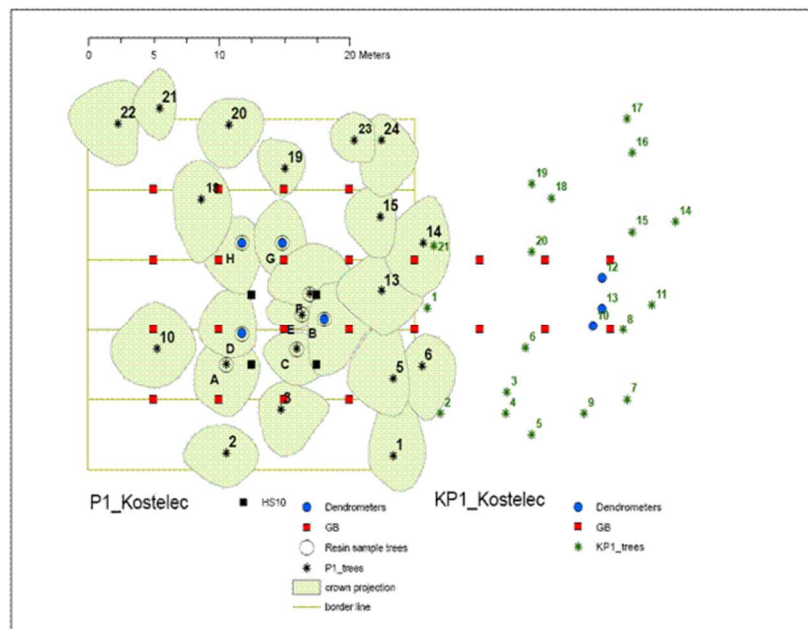 0 5 10 20 Meters
22 21 20 23 24 17
16
19 19 18
18 15 14
15 14 21 20
H G 12
13 11
F 1 13
E B 10 8
10 D 6
C 5 6
A 3 7
3 2 4 9
5
2 1
P1_Kostelec HS10 KP1_Kostelec
Dendrometers Dendrometers
GB GB
Resin sample trees KP1_trees
P1_trees
crown projection
border line